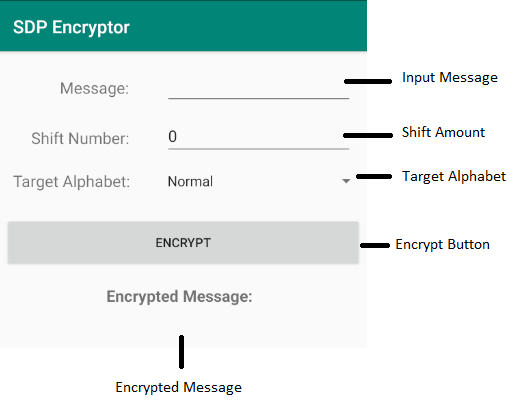 SDP Encryptor
Message: Input Message
Shift Number: 0 Shift Amount
Target Alphabet: Normal Target Alphabet
ENCRYPT Encrypt Button
Encrypted Message:
Encrypted Message